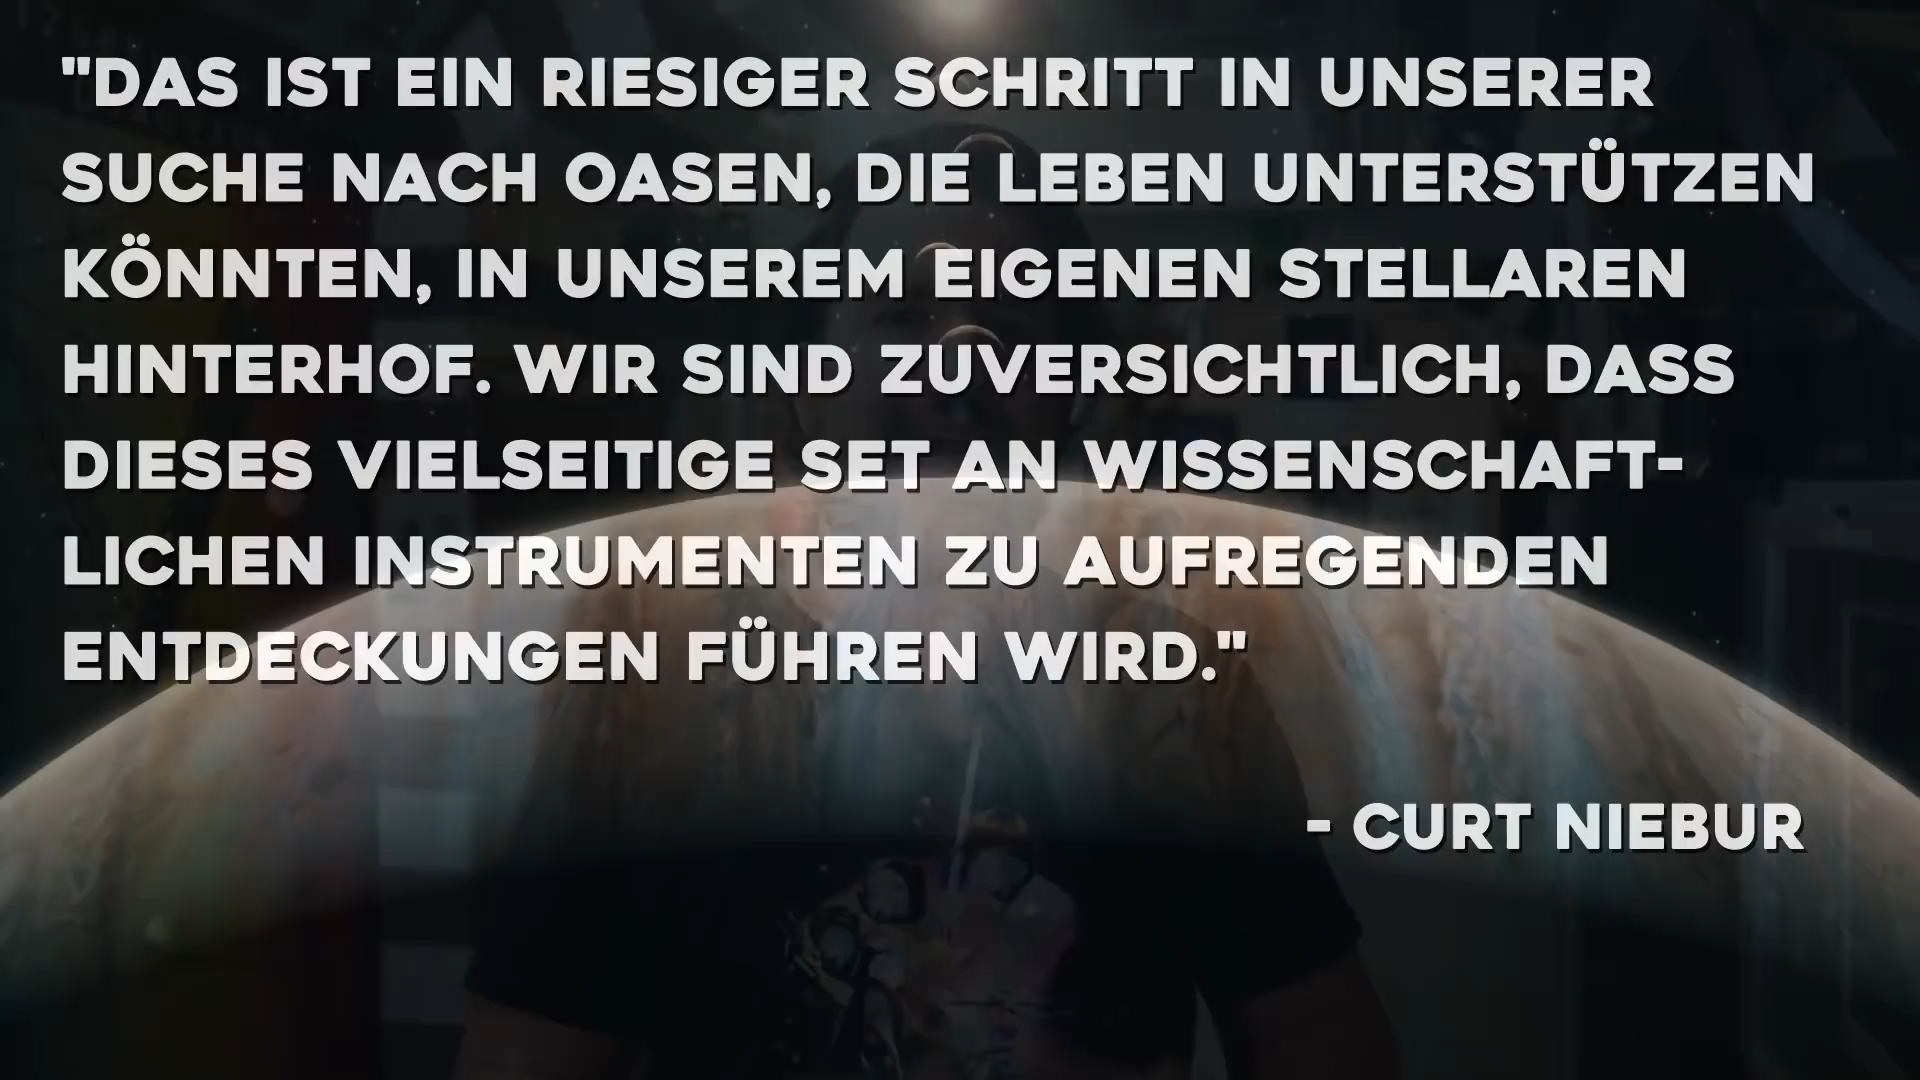 "DAS IST EIN RIESIGER SCHRITT IN UNSERER
SUCHE NACH OASEN, DIE LEBEN UNTERSTÜTZEN
KÖNNTEN, IN UNSEREM EIGENEN STELLAREN
HINTERHOF. WIR SIND ZUVERSICHTLICH, DASS
DIESES VIELSEITIGE SET AN WISSENSCHAFT-
LICHEN INSTRUMENTEN ZU AUFREGENDEN
ENTDECKUNGEN FÜHREN WIRD."
- CURT NIEBUR